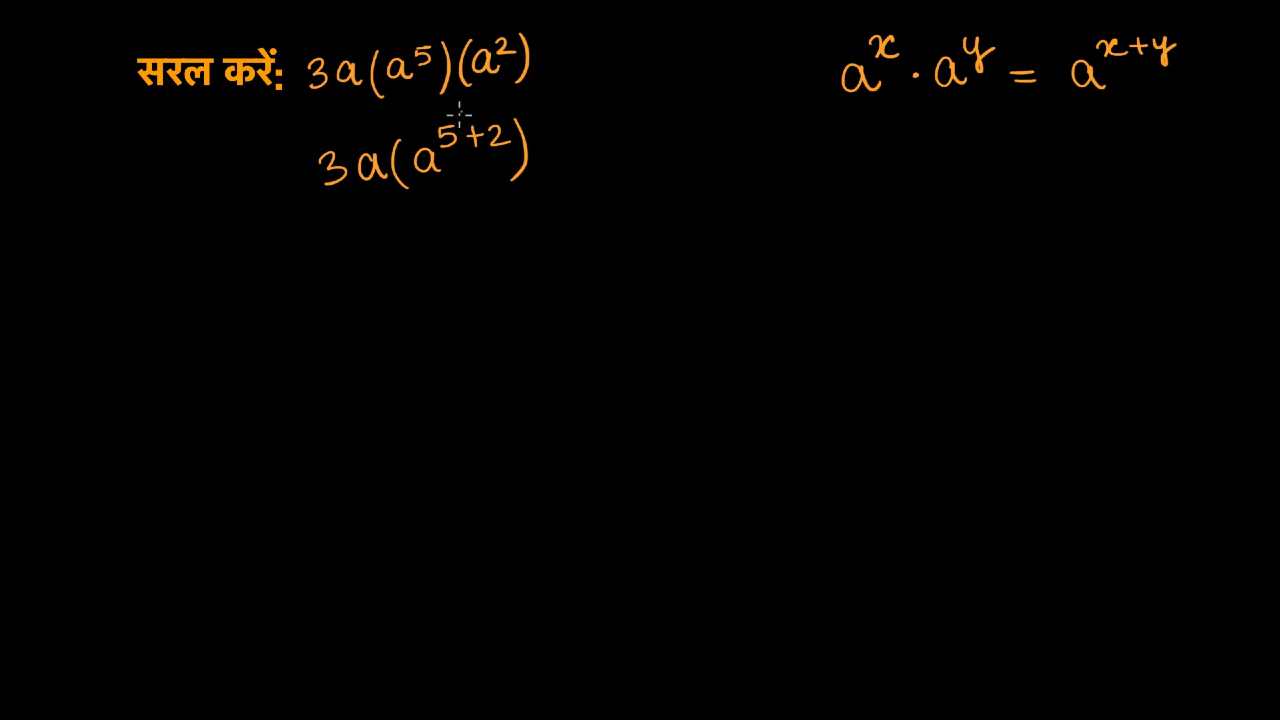 सरल करें: 3a(a⁵)(a²)
aˣ · aʸ = aˣ⁺ʸ
3a(a⁵⁺²)